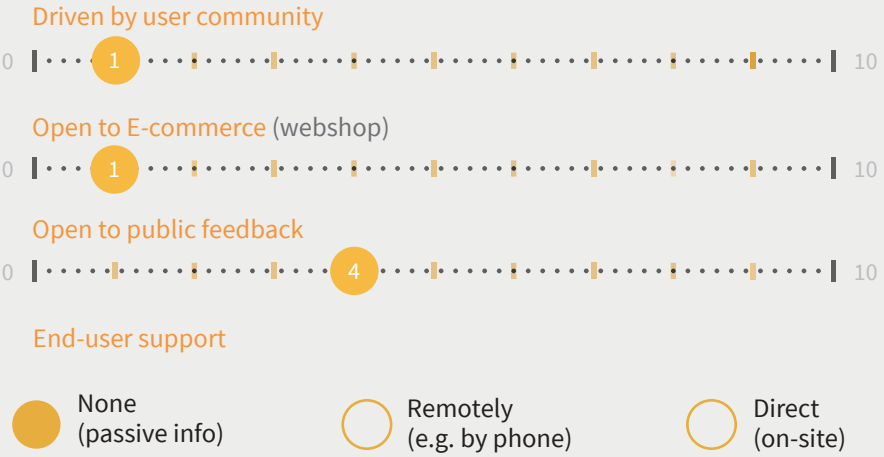 Driven by user community
0 1 10
Open to E-commerce (webshop)
0 1 10
Open to public feedback
0 4 10
End-user support
None
(passive info)
Remotely
(e.g. by phone)
Direct
(on-site)